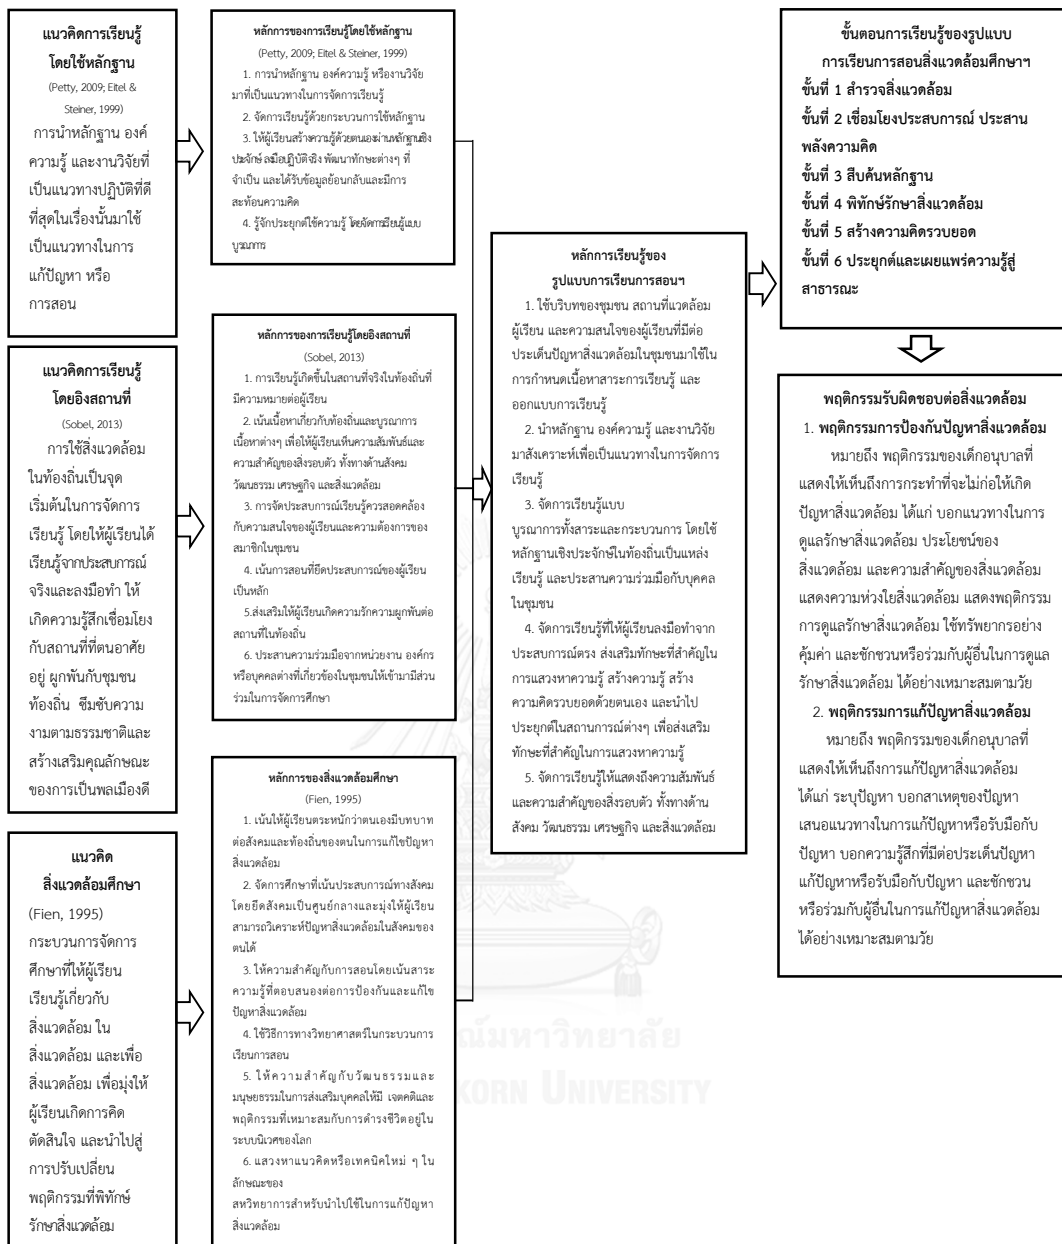 แนวคิดการเรียนรู้
โดยใช้หลักฐาน
(Petty, 2009; Eitel &
Steiner, 1999)
การนำหลักฐาน องค์
ความรู้ และงานวิจัยที่
เป็นแนวทางปฏิบัติที่ดี
ที่สุดในเรื่องนั้นมาใช้
เป็นแนวทางในการ
แก้ปัญหา หรือ
การสอน
แนวคิดการเรียนรู้
โดยอิงสถานที่
(Sobel, 2013)
การใช้สิ่งแวดล้อม
ในท้องถิ่นเป็นจุด
เริ่มต้นในการจัดการ
เรียนรู้ โดยให้ผู้เรียนได้
เรียนรู้จากประสบการณ์
จริงและลงมือทำ ให้
เกิดความรู้สึกเชื่อมโยง
กับสถานที่ที่ตนอาศัย
อยู่ ผูกพันกับชุมชน
ท้องถิ่น ซึมซับความ
งามตามธรรมชาติและ
สร้างเสริมคุณลักษณะ
ของการเป็นพลเมืองดี
แนวคิด
สิ่งแวดล้อมศึกษา
(Fien, 1995)
กระบวนการจัดการ
ศึกษาที่ให้ผู้เรียน
เรียนรู้เกี่ยวกับ
สิ่งแวดล้อม ใน
สิ่งแวดล้อม และเพื่อ
สิ่งแวดล้อม เพื่อมุ่งให้
ผู้เรียนเกิดการคิด
ตัดสินใจ และนำไปสู่
การปรับเปลี่ยน
พฤติกรรมที่พิทักษ์
รักษาสิ่งแวดล้อม
หลักการของการเรียนรู้โดยใช้หลักฐาน
(Petty, 2009; Eitel & Steiner, 1999)
1. การนำหลักฐาน องค์ความรู้ หรืองานวิจัย
มาที่เป็นแนวทางในการจัดการเรียนรู้
2. จัดการเรียนรู้ด้วยกระบวนการใช้หลักฐาน
3. ให้ผู้เรียนสร้างความรู้ด้วยตนเองผ่านหลักฐานเชิง
ประจักษ์ ลงมือปฏิบัติจริง พัฒนาทักษะต่างๆ ที่
จำเป็น และได้รับข้อมูลย้อนกลับและมีการ
สะท้อนความคิด
4. รู้จักประยุกต์ใช้ความรู้ โดยจัดการเรียนรู้แบบ
บูรณาการ
หลักการของการเรียนรู้โดยอิงสถานที่
(Sobel, 2013)
1. การเรียนรู้เกิดขึ้นในสถานที่จริงในท้องถิ่นที่
มีความหมายต่อผู้เรียน
2. เน้นเนื้อหาเกี่ยวกับท้องถิ่นและบูรณาการ
เนื้อหาต่างๆ เพื่อให้ผู้เรียนเห็นความสัมพันธ์และ
ความสำคัญของสิ่งรอบตัว ทั้งทางด้านสังคม
วัฒนธรรม เศรษฐกิจ และสิ่งแวดล้อม
3. การจัดประสบการณ์เรียนรู้ควรสอดคล้อง
กับความสนใจของผู้เรียนและความต้องการของ
สมาชิกในชุมชน
4. เน้นการสอนที่ยึดประสบการณ์ของผู้เรียน
เป็นหลัก
5.ส่งเสริมให้ผู้เรียนเกิดความรักความผูกพันต่อ
สถานที่ในท้องถิ่น
6. ประสานความร่วมมือจากหน่วยงาน องค์กร
หรือบุคคลต่างที่เกี่ยวข้องในชุมชนให้เข้ามามีส่วน
ร่วมในการจัดการศึกษา
หลักการของสิ่งแวดล้อมศึกษา
(Fien, 1995)
1. เน้นให้ผู้เรียนตระหนักว่าตนเองมีบทบาท
ต่อสังคมและท้องถิ่นของตนในการแก้ไขปัญหา
สิ่งแวดล้อม
2. จัดการศึกษาที่เน้นประสบการณ์ทางสังคม
โดยยึดสังคมเป็นศูนย์กลางและมุ่งให้ผู้เรียน
สามารถวิเคราะห์ปัญหาสิ่งแวดล้อมในสังคมของ
ตนได้
3. ให้ความสำคัญกับการสอนโดยเน้นสาระ
ความรู้ที่ตอบสนองต่อการป้องกันและแก้ไข
ปัญหาสิ่งแวดล้อม
4. ใช้วิธีการทางวิทยาศาสตร์ในกระบวนการ
เรียนการสอน
5. ให้ความสำคัญกับวัฒนธรรมและ
มนุษยธรรมในการส่งเสริมบุคคลให้มี เจตคติและ
พฤติกรรมที่เหมาะสมกับการดำรงชีวิตอยู่ใน
ระบบนิเวศของโลก
6. แสวงหาแนวคิดหรือเทคนิคใหม่ ๆ ใน
ลักษณะของ
สหวิทยาการสำหรับนำไปใช้ในการแก้ปัญหา
สิ่งแวดล้อม
หลักการเรียนรู้ของ
รูปแบบการเรียนการสอนฯ
1. ใช้บริบทของชุมชน สถานที่แวดล้อม
ผู้เรียน และความสนใจของผู้เรียนที่มีต่อ
ประเด็นปัญหาสิ่งแวดล้อมในชุมชนมาใช้ใน
การกำหนดเนื้อหาสาระการเรียนรู้ และ
ออกแบบการเรียนรู้
2. นำหลักฐาน องค์ความรู้ และงานวิจัย
มาสังเคราะห์เพื่อเป็นแนวทางในการจัดการ
เรียนรู้
3. จัดการเรียนรู้แบบ
บูรณาการทั้งสาระและกระบวนการ โดยใช้
หลักฐานเชิงประจักษ์ในท้องถิ่นเป็นแหล่ง
เรียนรู้ และประสานความร่วมมือกับบุคคล
ในชุมชน
4. จัดการเรียนรู้ที่ให้ผู้เรียนลงมือทำจาก
ประสบการณ์ตรง ส่งเสริมทักษะที่สำคัญใน
การแสวงหาความรู้ สร้างความรู้ สร้าง
ความคิดรวบยอดด้วยตนเอง และนำไป
ประยุกต์ในสถานการณ์ต่างๆ เพื่อส่งเสริม
ทักษะที่สำคัญในการแสวงหาความรู้
5. จัดการเรียนรู้ให้แสดงถึงความสัมพันธ์
และความสำคัญของสิ่งรอบตัว ทั้งทางด้าน
สังคม วัฒนธรรม เศรษฐกิจ และสิ่งแวดล้อม
ขั้นตอนการเรียนรู้ของรูปแบบ
การเรียนการสอนสิ่งแวดล้อมศึกษาฯ
ขั้นที่ 1 สำรวจสิ่งแวดล้อม
ขั้นที่ 2 เชื่อมโยงประสบการณ์ ประสาน
พลังความคิด
ขั้นที่ 3 สืบค้นหลักฐาน
ขั้นที่ 4 พิทักษ์รักษาสิ่งแวดล้อม
ขั้นที่ 5 สร้างความคิดรวบยอด
ขั้นที่ 6 ประยุกต์และเผยแพร่ความรู้สู่
สาธารณะ
พฤติกรรมรับผิดชอบต่อสิ่งแวดล้อม
1. พฤติกรรมการป้องกันปัญหาสิ่งแวดล้อม
หมายถึง พฤติกรรมของเด็กอนุบาลที่
แสดงให้เห็นถึงการกระทำที่จะไม่ก่อให้เกิด
ปัญหาสิ่งแวดล้อม ได้แก่ บอกแนวทางในการ
ดูแลรักษาสิ่งแวดล้อม ประโยชน์ของ
สิ่งแวดล้อม และความสำคัญของสิ่งแวดล้อม
แสดงความห่วงใยสิ่งแวดล้อม แสดงพฤติกรรม
การดูแลรักษาสิ่งแวดล้อม ใช้ทรัพยากรอย่าง
คุ้มค่า และชักชวนหรือร่วมกับผู้อื่นในการดูแล
รักษาสิ่งแวดล้อม ได้อย่างเหมาะสมตามวัย
2. พฤติกรรมการแก้ปัญหาสิ่งแวดล้อม
หมายถึง พฤติกรรมของเด็กอนุบาลที่
แสดงให้เห็นถึงการแก้ปัญหาสิ่งแวดล้อม
ได้แก่ ระบุปัญหา บอกสาเหตุของปัญหา
เสนอแนวทางในการแก้ปัญหาหรือรับมือกับ
ปัญหา บอกความรู้สึกที่มีต่อประเด็นปัญหา
แก้ปัญหาหรือรับมือกับปัญหา และชักชวน
หรือร่วมกับผู้อื่นในการแก้ปัญหาสิ่งแวดล้อม
ได้อย่างเหมาะสมตามวัย
ณ์มหาวิทยาลัย
KORN UNIVERSITY